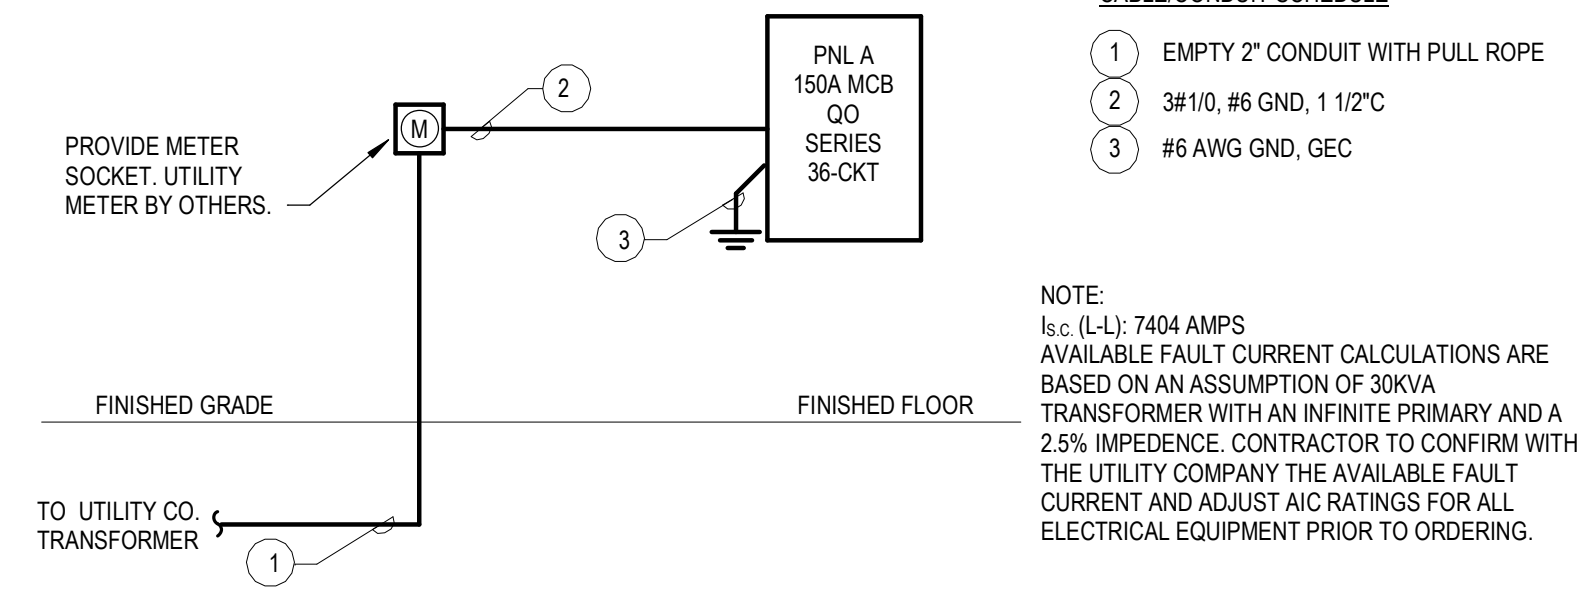 CABLE/CONDUIT SCHEDULE
1 EMPTY 2" CONDUIT WITH PULL ROPE
2 3#1/0, #6 GND, 1 1/2"C
3 #6 AWG GND, GEC
PNL A
150A MCB
QO
SERIES
36-CKT
2
M
PROVIDE METER
SOCKET. UTILITY
METER BY OTHERS.
3
FINISHED GRADE
FINISHED FLOOR
TO UTILITY CO.
TRANSFORMER
1
NOTE:
IS.C. (L-L): 7404 AMPS
AVAILABLE FAULT CURRENT CALCULATIONS ARE
BASED ON AN ASSUMPTION OF 30KVA
TRANSFORMER WITH AN INFINITE PRIMARY AND A
2.5% IMPEDENCE. CONTRACTOR TO CONFIRM WITH
THE UTILITY COMPANY THE AVAILABLE FAULT
CURRENT AND ADJUST AIC RATINGS FOR ALL
ELECTRICAL EQUIPMENT PRIOR TO ORDERING.